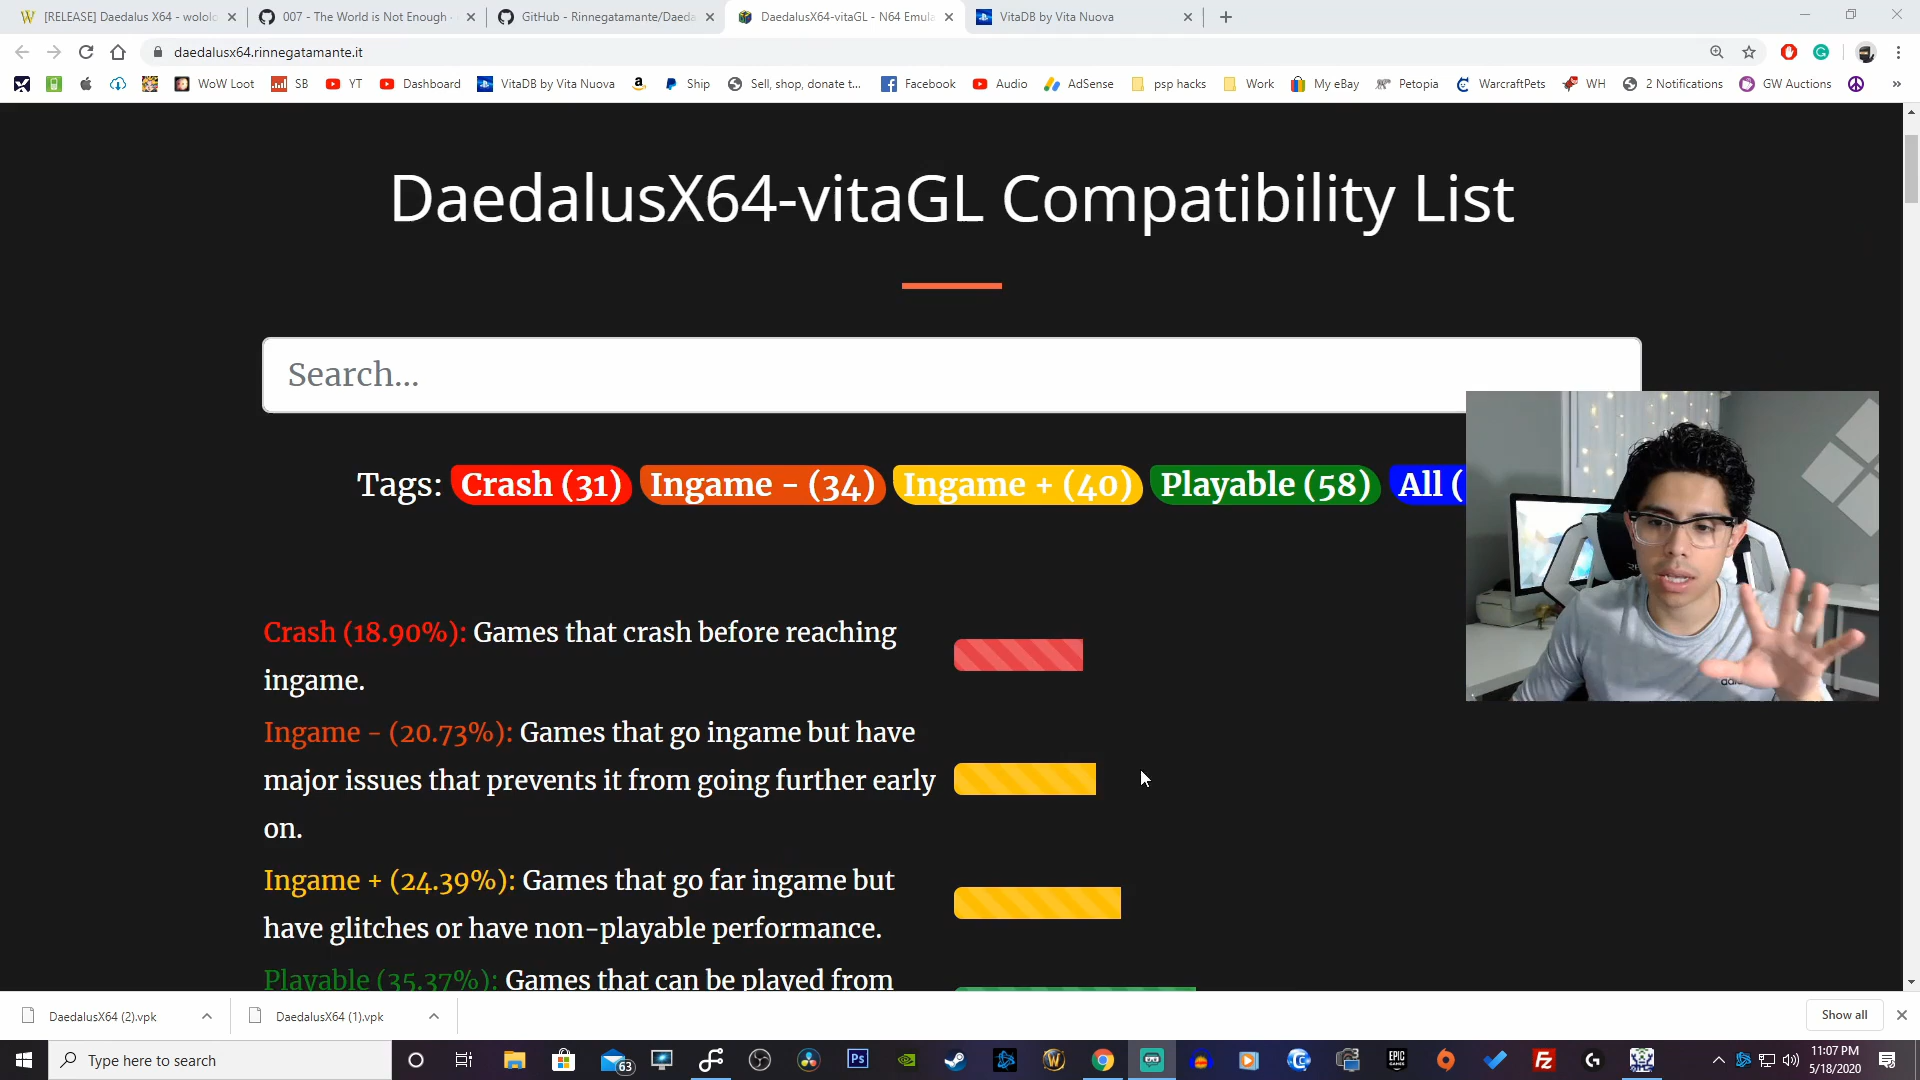 [RELEASE] Daedalus X64 - wolol
007 - The World is Not Enough -
GitHub - Rinnegatamante/Daeda
DaedalusX64-vitaGL - N64 Emula
VitaDB by Vita Nuova
daedalusx64.rinnegatamante.it
WoW Loot
SB
YT
Dashboard
VitaDB by Vita Nuova
Ship
Sell, shop, donate t...
Facebook
Audio
AdSense
psp hacks
Work
My eBay
Petopia
WarcraftPets
WH
2 Notifications
GW Auctions
DaedalusX64-vitaGL Compatibility List
Search...
Tags: Crash (31) Ingame - (34) Ingame + (40) Playable (58) All (
Crash (18.90%): Games that crash before reaching
ingame.
Ingame - (20.73%): Games that go ingame but have
major issues that prevents it from going further early
on.
Ingame + (24.39%): Games that go far ingame but
have glitches or have non-playable performance.
Playable (35.37%): Games that can be played from
DaedalusX64 (2).vpk
DaedalusX64 (1).vpk
Show all
Type here to search
63
Ps
EPIC
GAMES
FZ
11:07 PM
5/18/2020